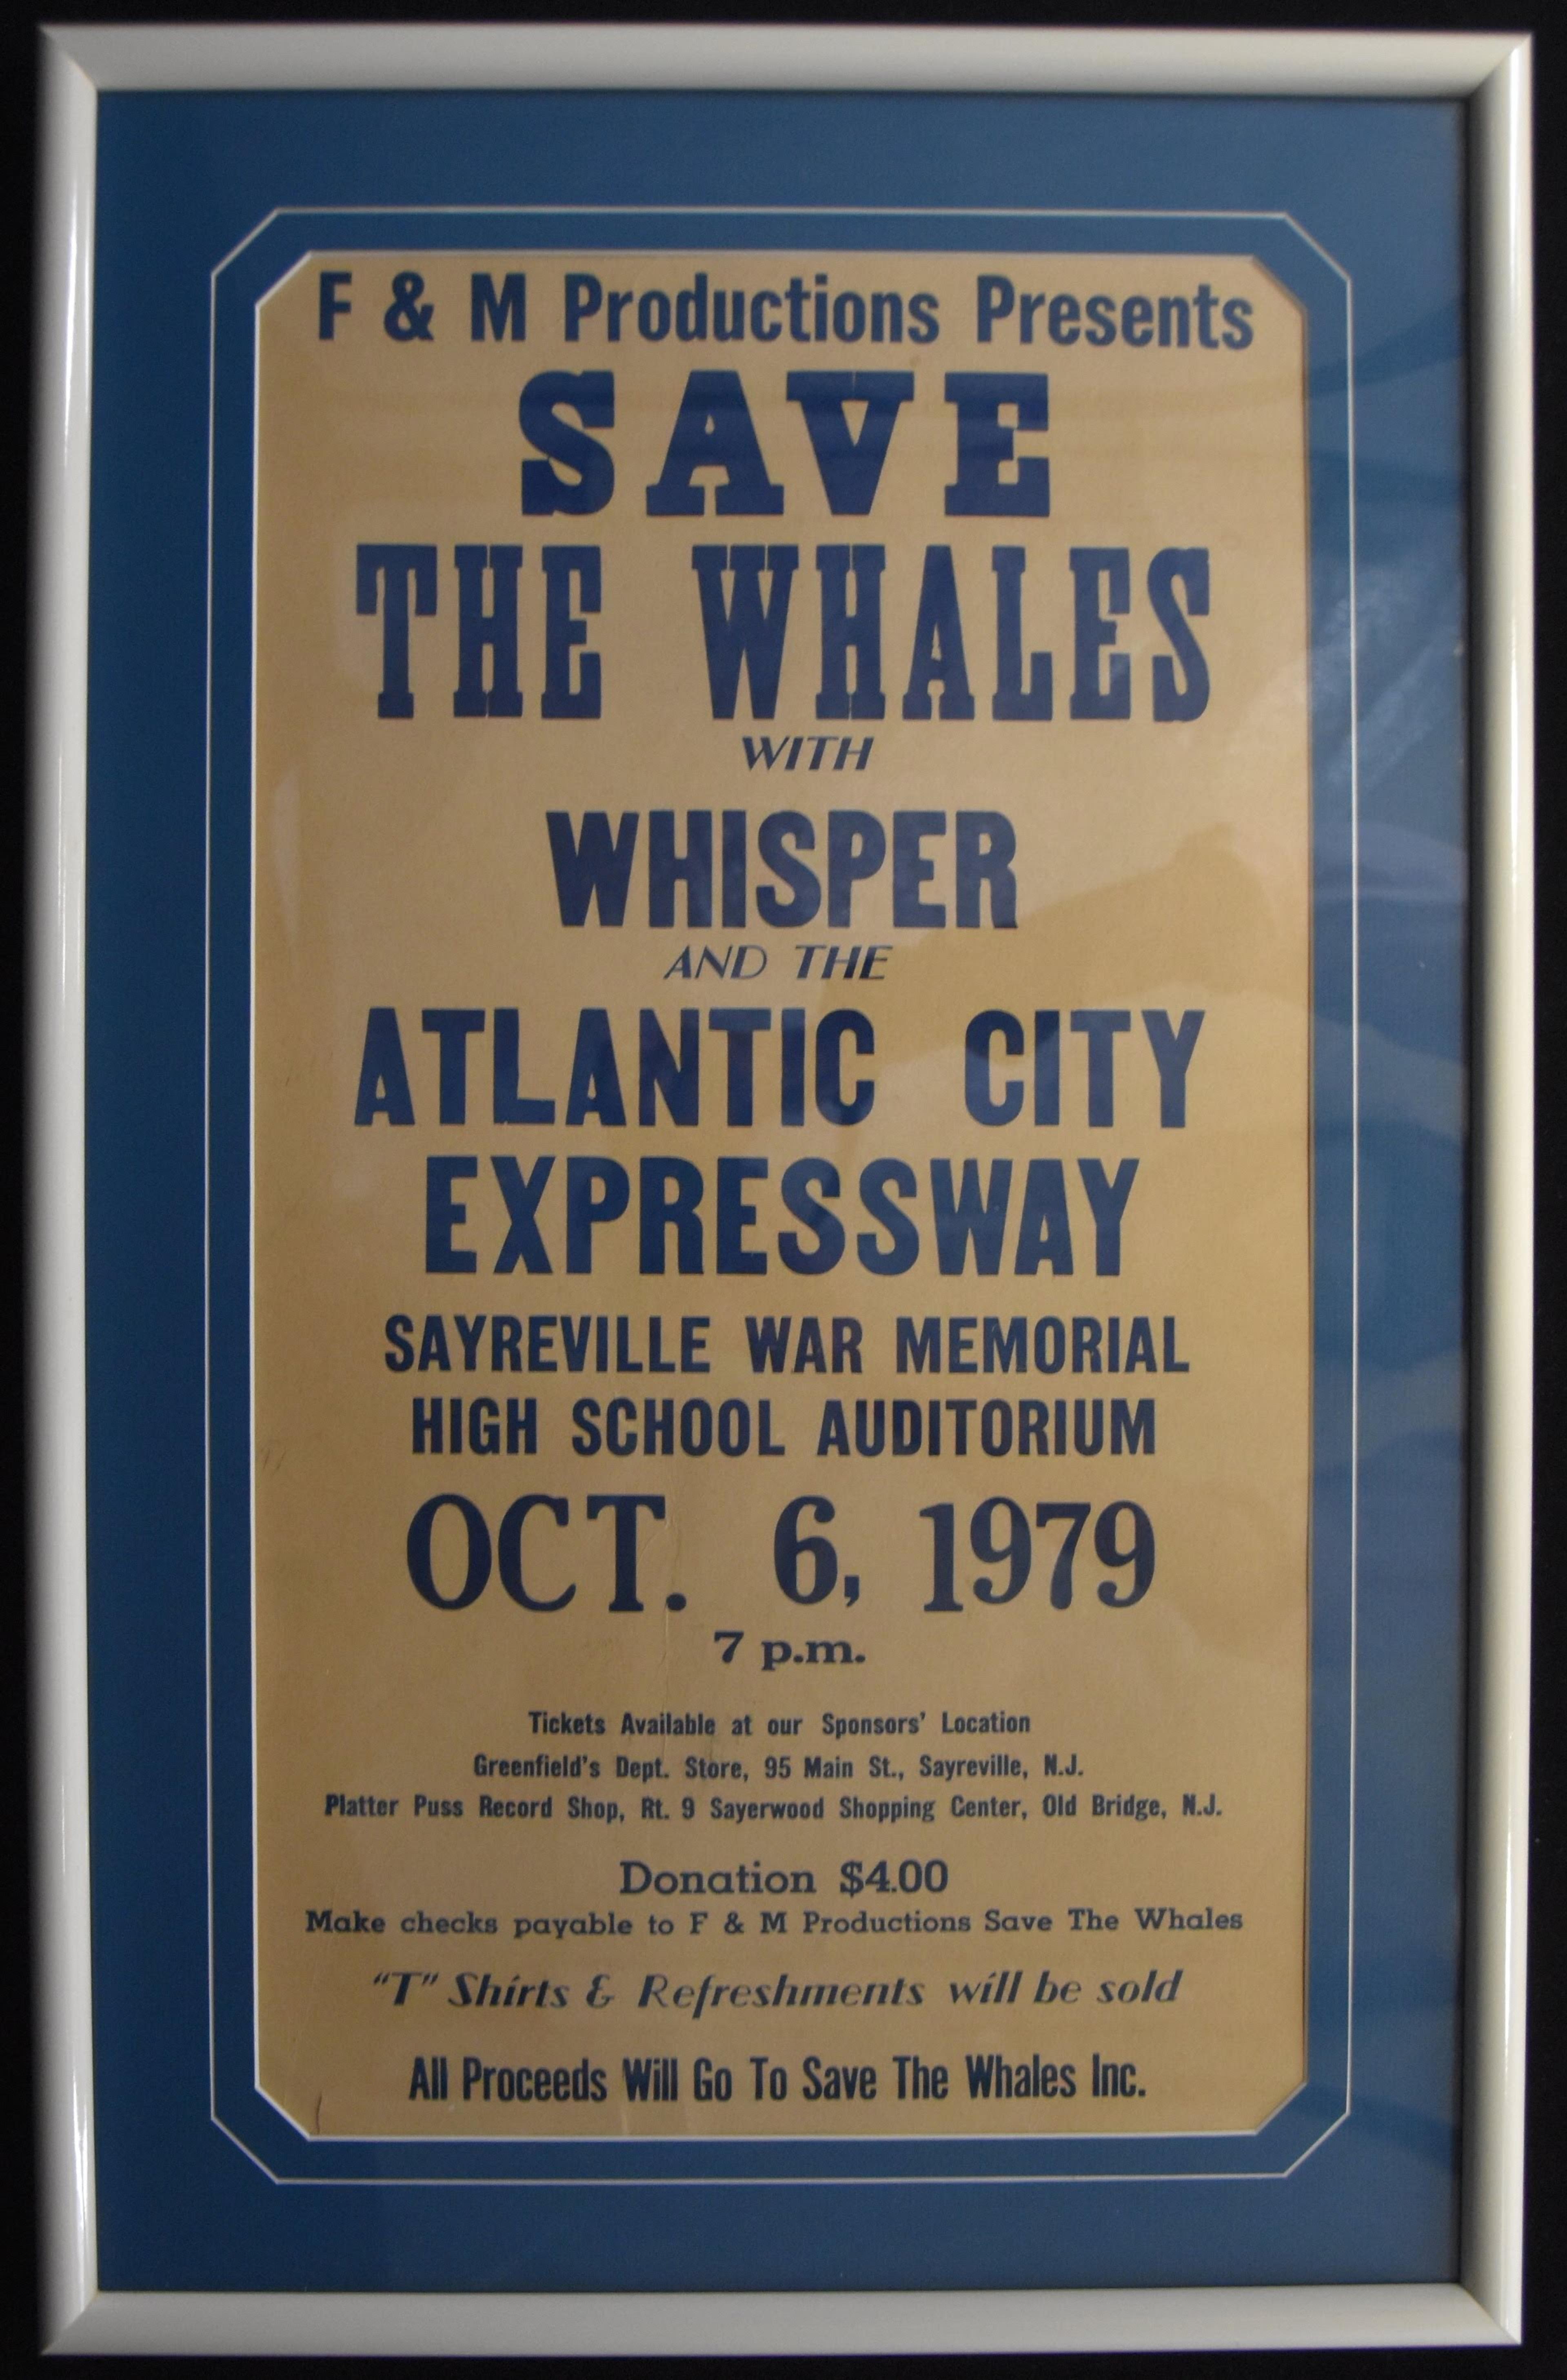 F & M Productions Presents
SAVE
THE WHALES
WITH
WHISPER
AND THE
ATLANTIC CITY
EXPRESSWAY
SAYREVILLE WAR MEMORIAL
HIGH SCHOOL AUDITORIUM
OCT. 6, 1979
7 p.m.
Tickets Available at our Sponsors' Location
Greenfield's Dept. Store, 95 Main St., Sayreville, N.J.
Platter Puss Record Shop, Rt. 9 Sayerwood Shopping Center, Old Bridge, N.J.
Donation $4.00
Make checks payable to F & M Productions Save The Whales
"T" Shirts & Refreshments will be sold
All Proceeds Will Go To Save The Whales Inc.